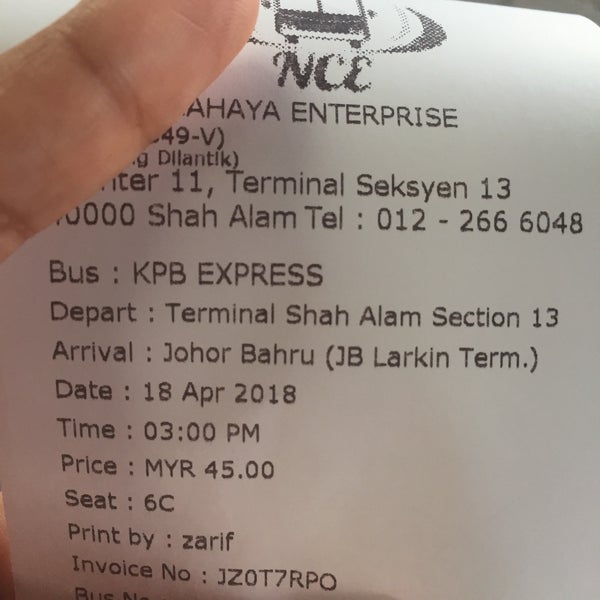 NCE
AHAYA ENTERPRISE
49-V)
g Dilantik)
nter 11, Terminal Seksyen 13
0000 Shah Alam Tel : 012 - 266 6048
Bus : KPB EXPRESS
Depart : Terminal Shah Alam Section 13
Arrival : Johor Bahru (JB Larkin Term.)
Date : 18 Apr 2018
Time : 03:00 PM
Price : MYR 45.00
Seat : 6C
Print by : zarif
Invoice No : JZ0T7RPO
Bus No